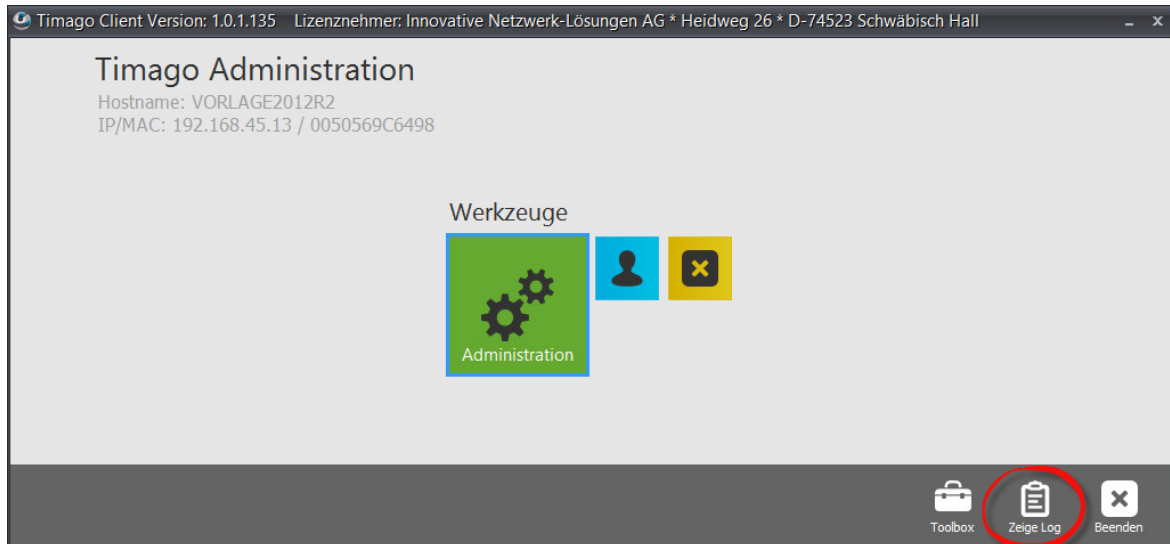 Timago Client Version: 1.0.1.135    Lizenznehmer: Innovative Netzwerk-Lösungen AG * Heidweg 26 * D-74523 Schwäbisch Hall
Timago Administration
Hostname: VORLAGE2012R2
IP/MAC: 192.168.45.13 / 0050569C6498
Werkzeuge
Administration
Toolbox
Zeige Log
Beenden